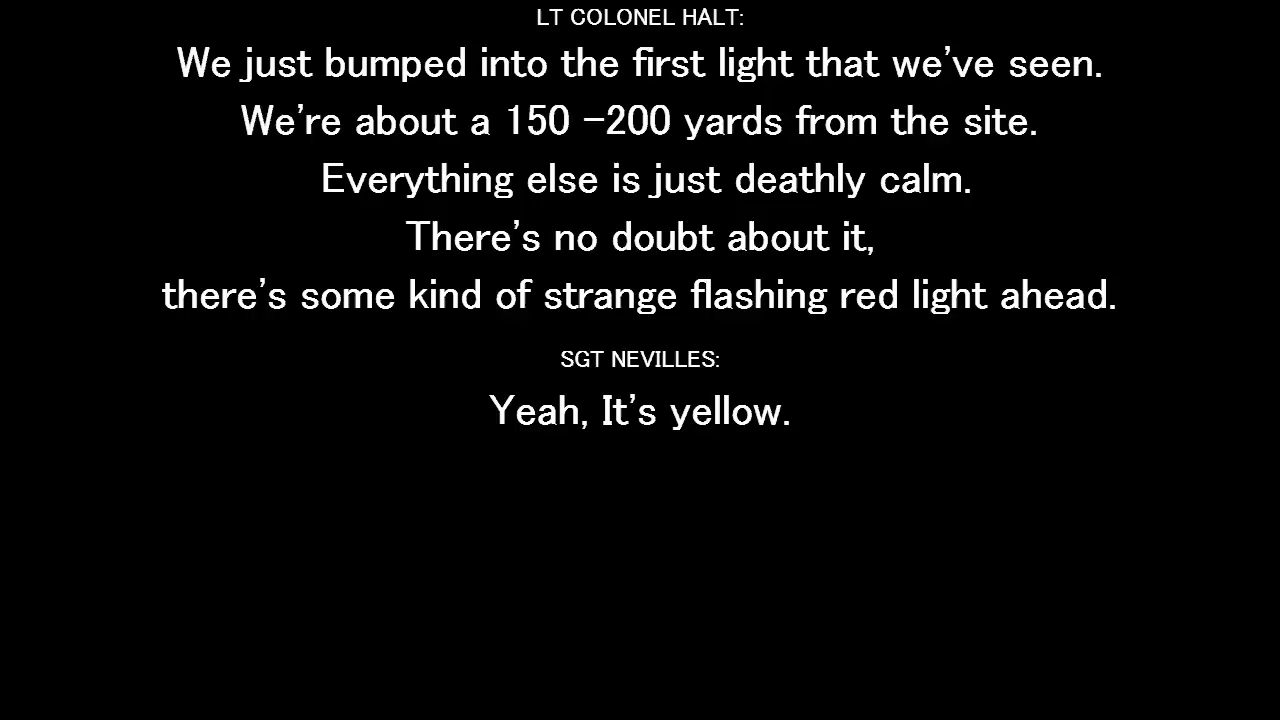 LT COLONEL HALT:
We just bumped into the first light that we’ve seen.
We’re about a 150 -200 yards from the site.
Everything else is just deathly calm.
There’s no doubt about it,
there’s some kind of strange flashing red light ahead.
SGT NEVILLES:
Yeah, It’s yellow.